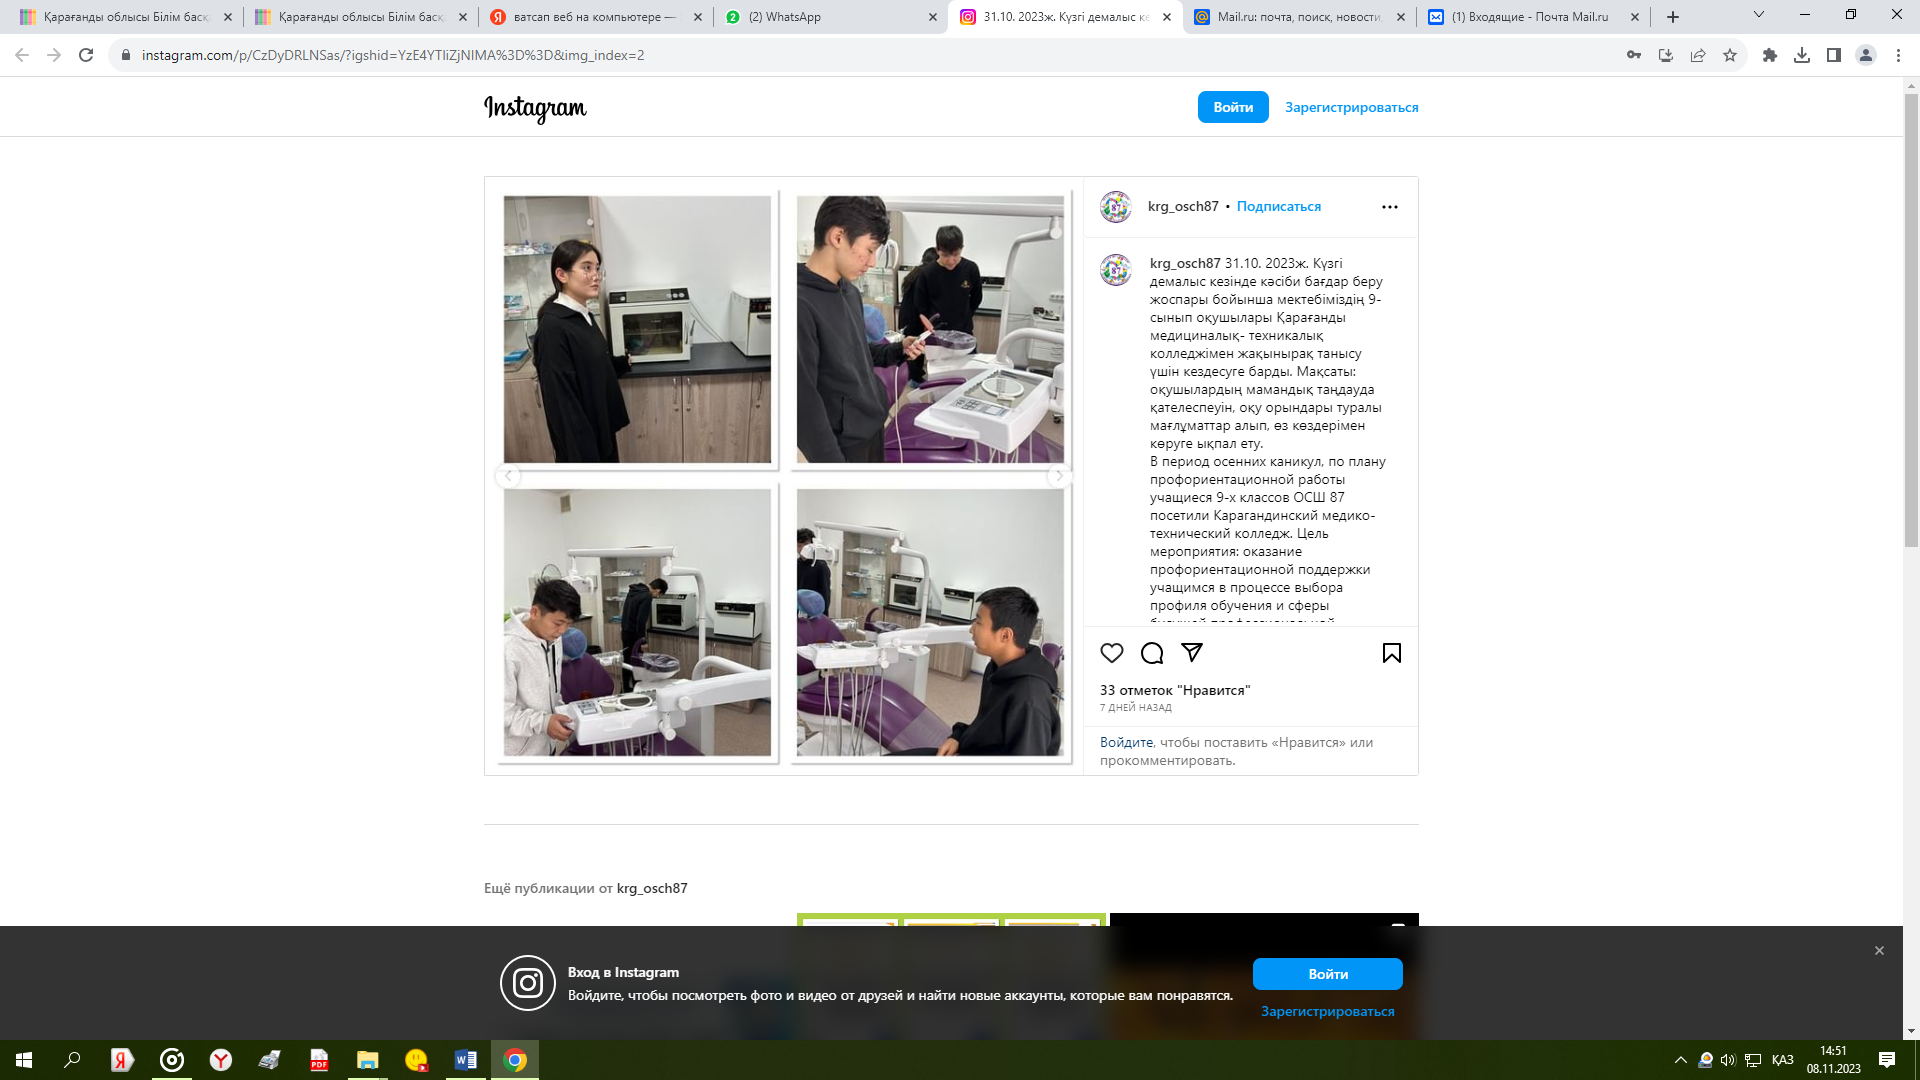 Қарағанды облысы Білім басқ
Қарағанды облысы Білім басқ
ватсап веб на компьютере —
(2) WhatsApp
31.10. 2023ж. Күзгі демалыс ке
Mail.ru: почта, поиск, новости,
(1) Входящие - Почта Mail.ru
instagram.com/p/CzDyDRLNSas/?igshid=YzE4YTIiZjNlMA%3D%3D&img_index=2
Instagram
Войти
Зарегистрироваться
krg_osch87 • Подписаться
krg_osch87 31.10. 2023ж. Күзгі
демалыс кезінде кәсіби бағдар беру
жоспары бойынша мектебіміздің 9-
сынып оқушылары Қарағанды
медициналық- техникалық
колледжімен жақынырақ танысу
үшін кездесуге барды. Мақсаты:
оқушылардың мамандық таңдауда
қателеспеуін, оқу орындары туралы
мағлұматтар алып, өз көздерімен
көруге ықпал ету.
В период осенних каникул, по плану
профориентационной работы
учащиеся 9-х классов ОСШ 87
посетили Карагандинский медико-
технический колледж. Цель
мероприятия: оказание
профориентационной поддержки
учащимся в процессе выбора
профиля обучения и сферы
33 отметок "Нравится"
7 ДНЕЙ НАЗАД
Войдите, чтобы поставить «Нравится» или
прокомментировать.
Ещё публикации от krg_osch87
Вход в Instagram
Войдите, чтобы посмотреть фото и видео от друзей и найти новые аккаунты, которые вам понравятся.
Войти
Зарегистрироваться
ҚАЗ
14:51
08.11.2023